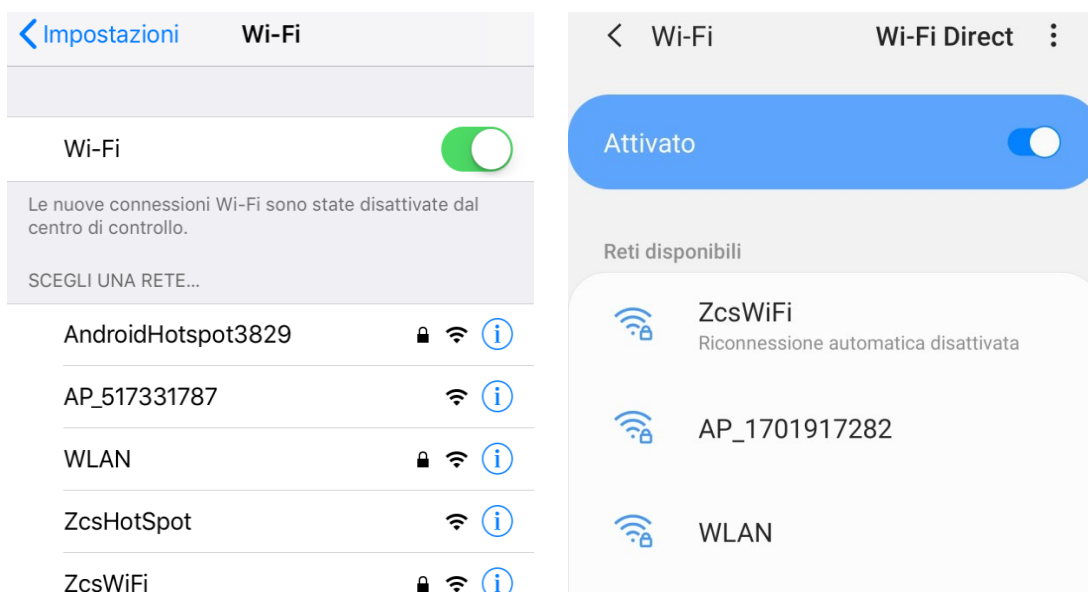 Impostazioni
Wi-Fi
Wi-Fi
Le nuove connessioni Wi-Fi sono state disattivate dal
centro di controllo.
SCEGLI UNA RETE...
AndroidHotspot3829
AP_517331787
WLAN
ZcsHotSpot
ZcsWiFi
Wi-Fi
Wi-Fi Direct
Attivato
Reti disponibili
ZcsWiFi
Riconnessione automatica disattivata
AP_1701917282
WLAN